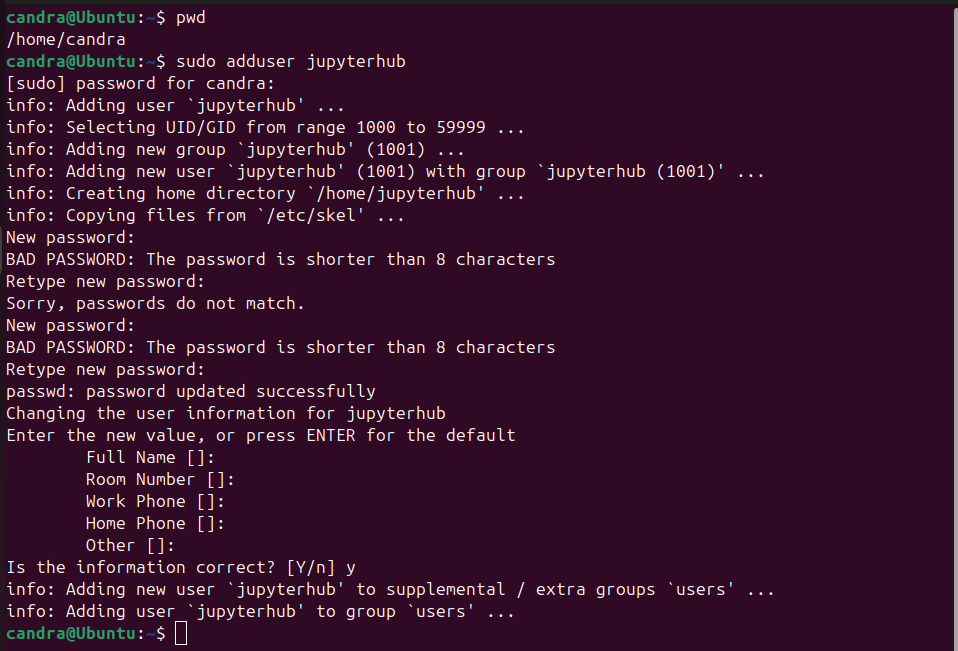 candra@Ubuntu:~$ pwd
/home/candra
candra@Ubuntu:~$ sudo adduser jupyterhub
[sudo] password for candra:
info: Adding user `jupyterhub' ...
info: Selecting UID/GID from range 1000 to 59999 ...
info: Adding new group `jupyterhub' (1001) ...
info: Adding new user `jupyterhub' (1001) with group `jupyterhub (1001)' ...
info: Creating home directory `/home/jupyterhub' ...
info: Copying files from `/etc/skel' ...
New password:
BAD PASSWORD: The password is shorter than 8 characters
Retype new password:
Sorry, passwords do not match.
New password:
BAD PASSWORD: The password is shorter than 8 characters
Retype new password:
passwd: password updated successfully
Changing the user information for jupyterhub
Enter the new value, or press ENTER for the default
        Full Name []:
        Room Number []:
        Work Phone []:
        Home Phone []:
        Other []:
Is the information correct? [Y/n] y
info: Adding new user `jupyterhub' to supplemental / extra groups `users' ...
info: Adding user `jupyterhub' to group `users' ...
candra@Ubuntu:~$